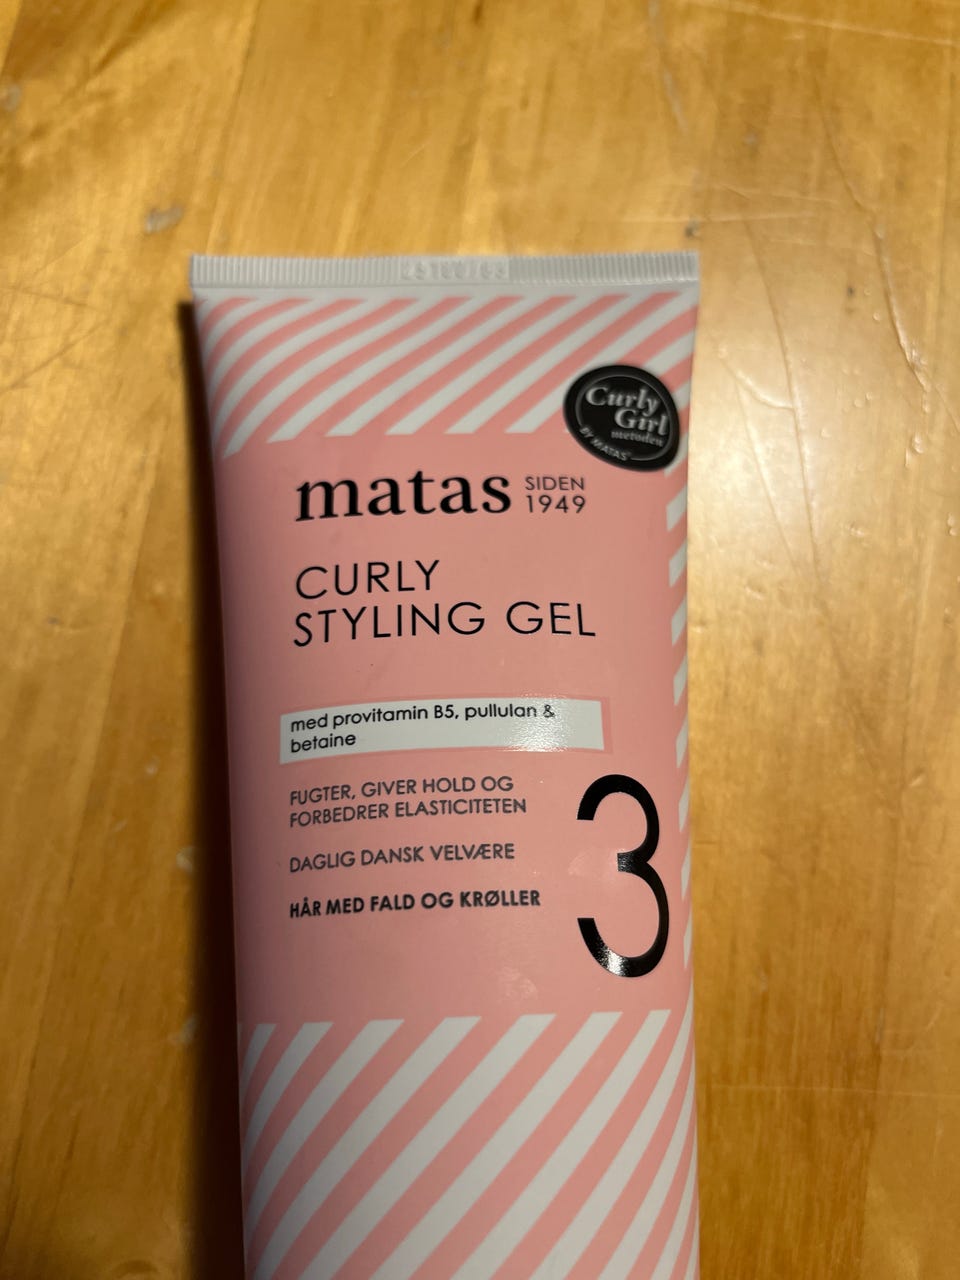 Curly
Girl
metoden
BY MATAS
matas SIDEN
1949
CURLY
STYLING GEL
med provitamin B5, pullulan &
betaine
FUGTER, GIVER HOLD OG
FORBEDRER ELASTICITETEN
DAGLIG DANSK VELVÆRE
HÅR MED FALD OG KRØLLER
3